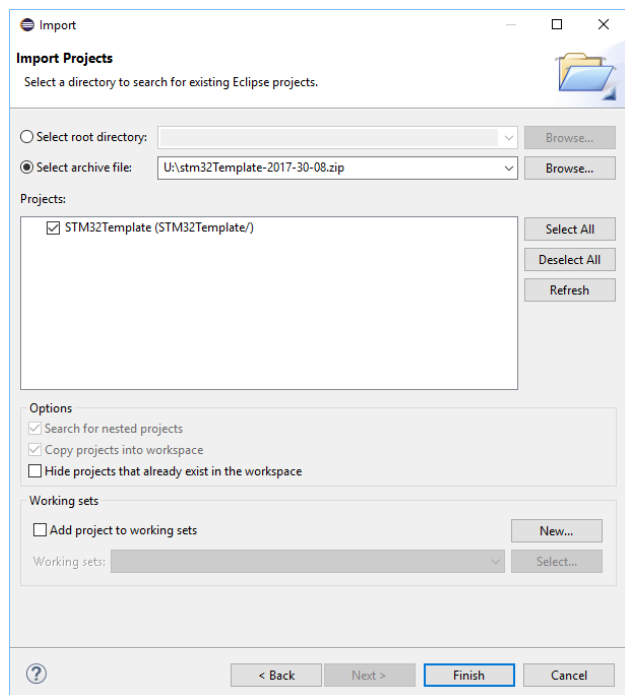 Import
Import Projects
Select a directory to search for existing Eclipse projects.
Select root directory:
Browse...
Select archive file:
U:\stm32Template-2017-30-08.zip
Browse...
Projects:
STM32Template (STM32Template/)
Select All
Deselect All
Refresh
Options
Search for nested projects
Copy projects into workspace
Hide projects that already exist in the workspace
Working sets
Add project to working sets
New...
Working sets:
Select...
?
< Back
Next >
Finish
Cancel